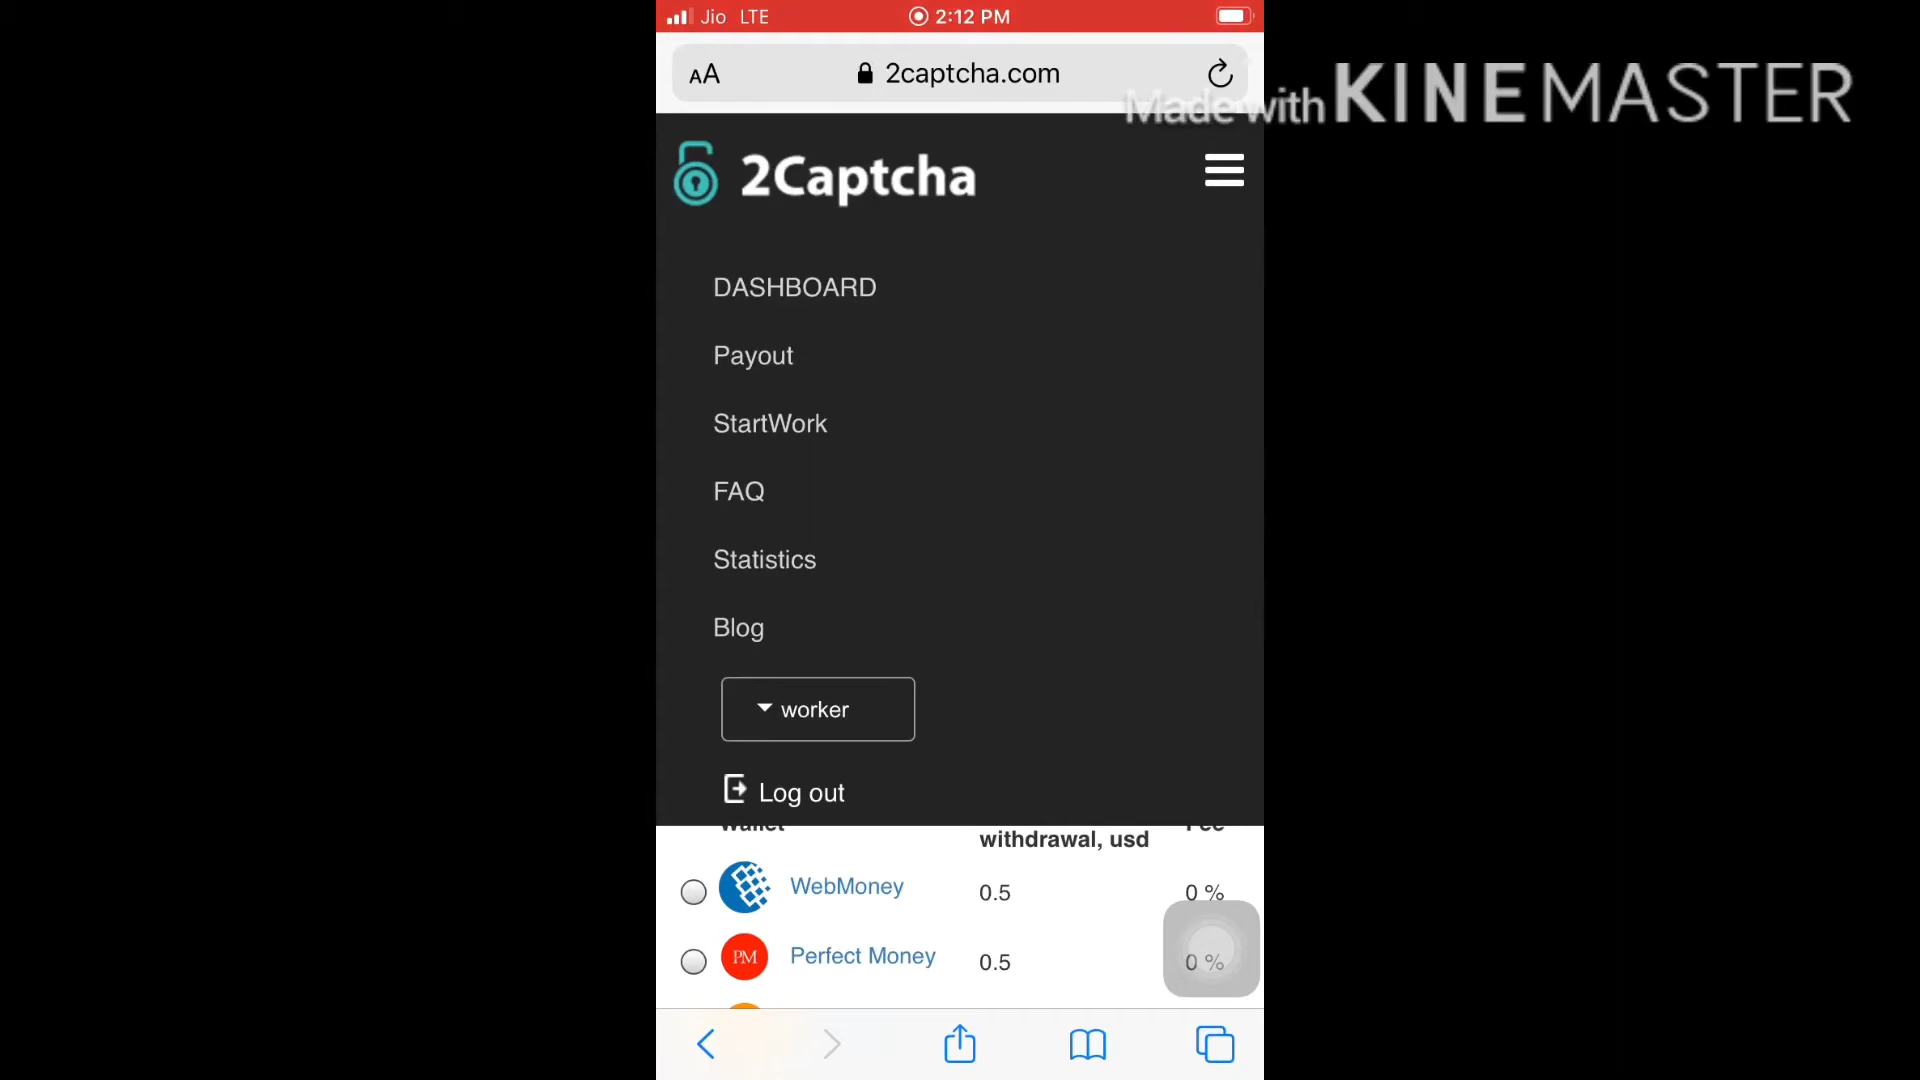 Jio LTE 2:12 PM
AA 2captcha.com
Made with KINEMASTER
2Captcha
DASHBOARD
Payout
StartWork
FAQ
Statistics
Blog
worker
Log out
Wallet withdrawal, usd Fee
WebMoney 0.5 0 %
PM Perfect Money 0.5 0 %